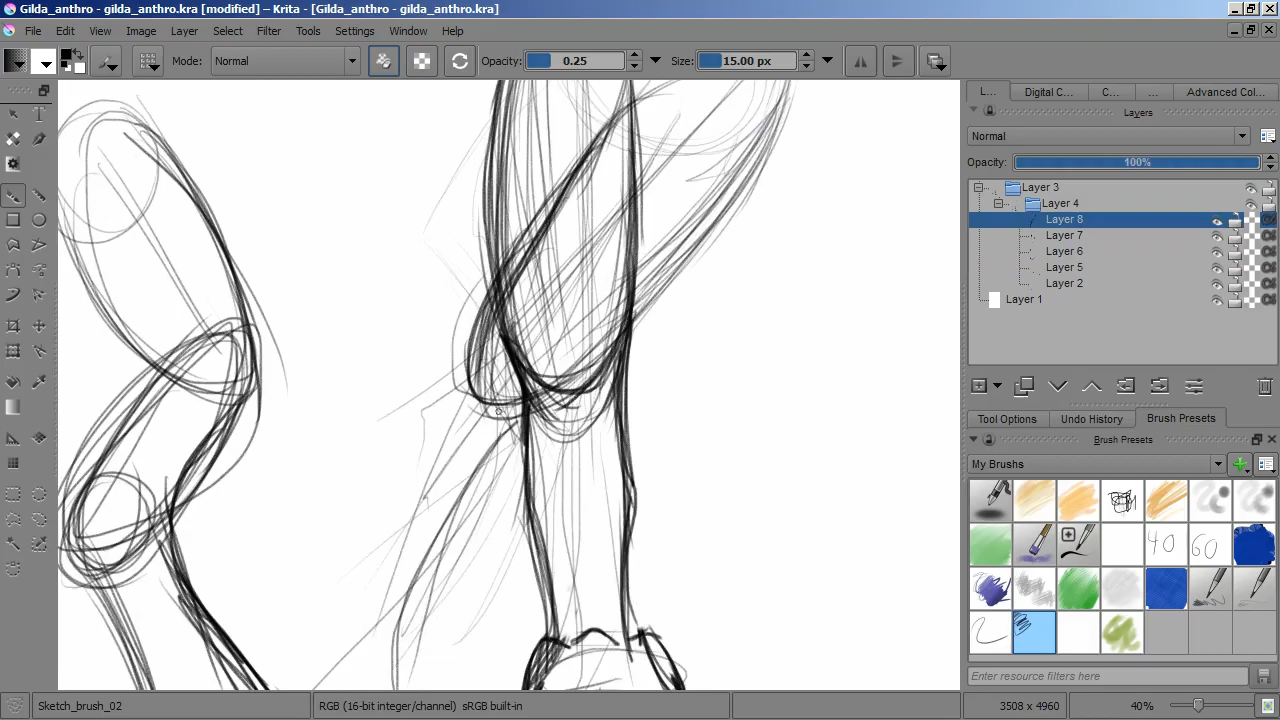 Gilda_anthro - gilda_anthro.kra [modified] – Krita - [Gilda_anthro - gilda_anthro.kra]
File Edit View Image Layer Select Filter Tools Settings Window Help
Mode: Normal Opacity: 0.25 Size: 15.00 px
L... Digital C... C... ... Advanced Col...
Layers
Normal
Opacity: 100%
Layer 3
Layer 4
Layer 8
Layer 7
Layer 6
Layer 5
Layer 2
Layer 1
Tool Options Undo History Brush Presets
Brush Presets
My Brushes
40 60
Enter resource filters here
Sketch_brush_02 RGB (16-bit integer/channel) sRGB built-in 3508 x 4960 40%